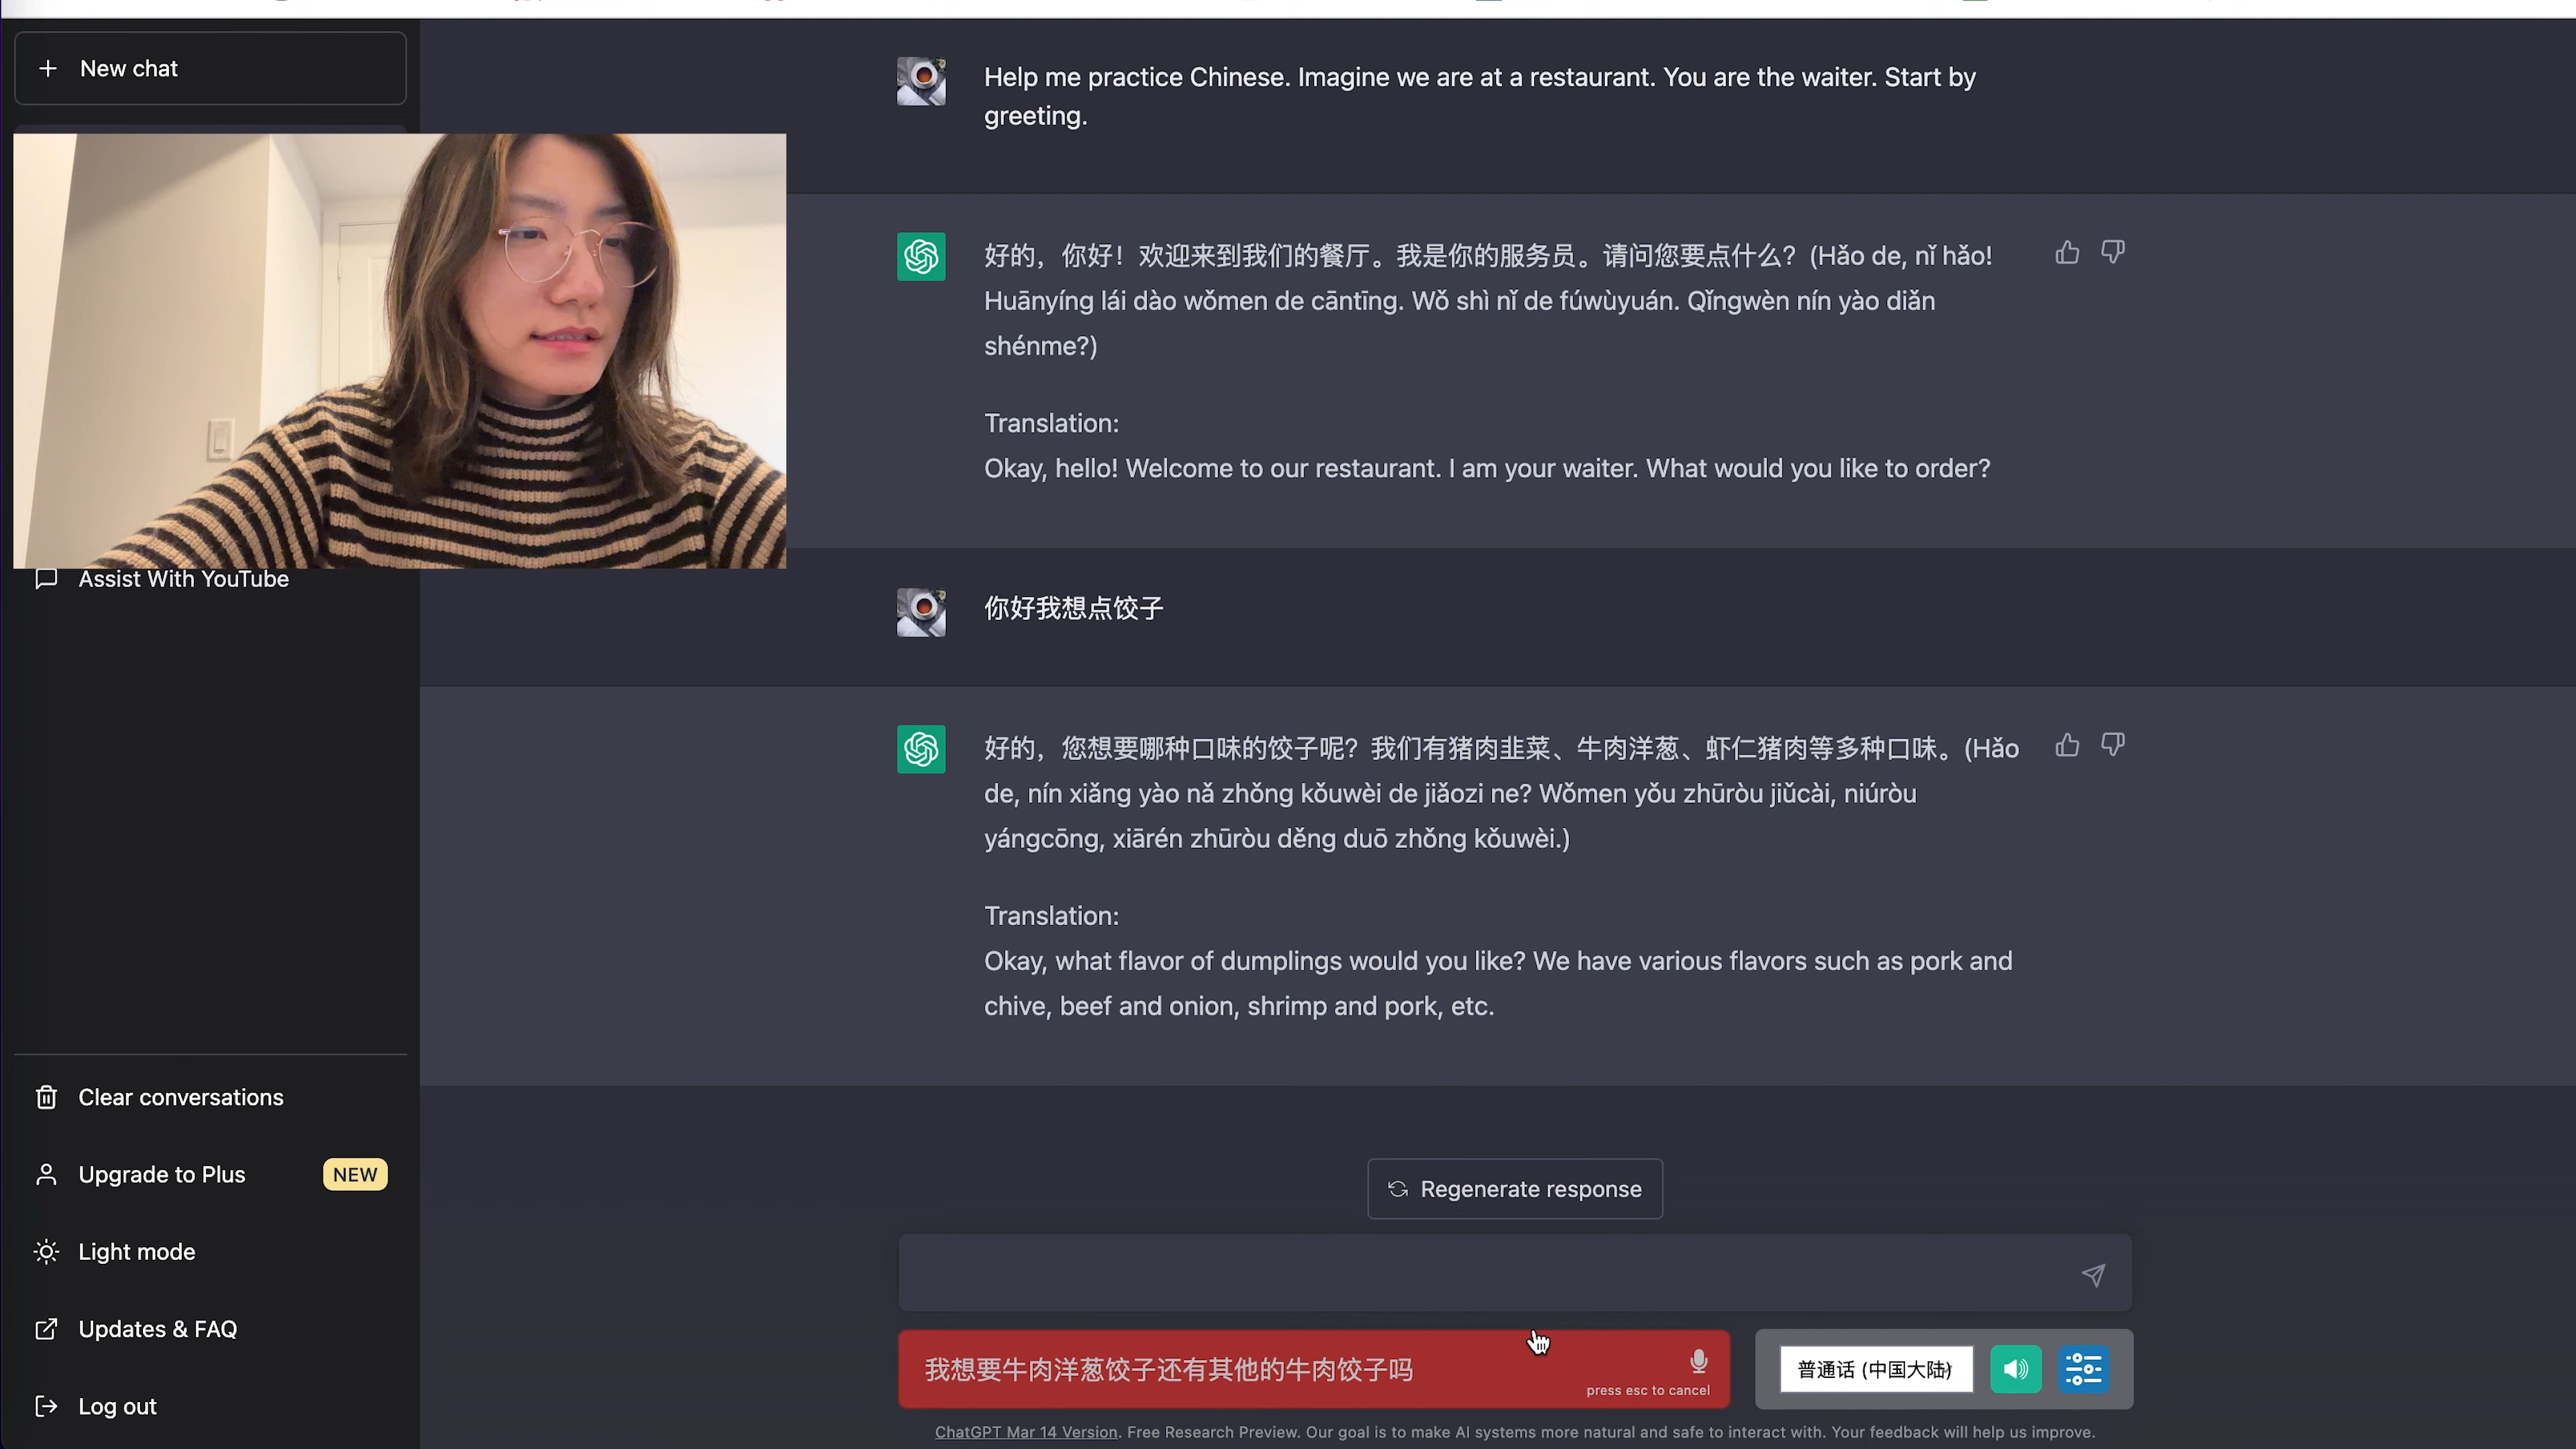 New chat
Assist With YouTube
Clear conversations
Upgrade to Plus NEW
Light mode
Updates & FAQ
Log out
Help me practice Chinese. Imagine we are at a restaurant. You are the waiter. Start by
greeting.
好的，你好！欢迎来到我们的餐厅。我是你的服务员。请问您要点什么？(Hǎo de, nǐ hǎo!
Huānyíng lái dào wǒmen de cāntīng. Wǒ shì nǐ de fúwùyuán. Qǐngwèn nín yào diǎn
shénme?)
Translation:
Okay, hello! Welcome to our restaurant. I am your waiter. What would you like to order?
你好我想点饺子
好的，您想要哪种口味的饺子呢？我们有猪肉韭菜、牛肉洋葱、虾仁猪肉等多种口味。(Hǎo
de, nín xiǎng yào nǎ zhǒng kǒuwèi de jiǎozi ne? Wǒmen yǒu zhūròu jiǔcài, niúròu
yángcōng, xiārén zhūròu děng duō zhǒng kǒuwèi.)
Translation:
Okay, what flavor of dumplings would you like? We have various flavors such as pork and
chive, beef and onion, shrimp and pork, etc.
Regenerate response
我想要牛肉洋葱饺子还有其他的牛肉饺子吗
press esc to cancel
普通话 (中国大陆)
ChatGPT Mar 14 Version. Free Research Preview. Our goal is to make AI systems more natural and safe to interact with. Your feedback will help us improve.